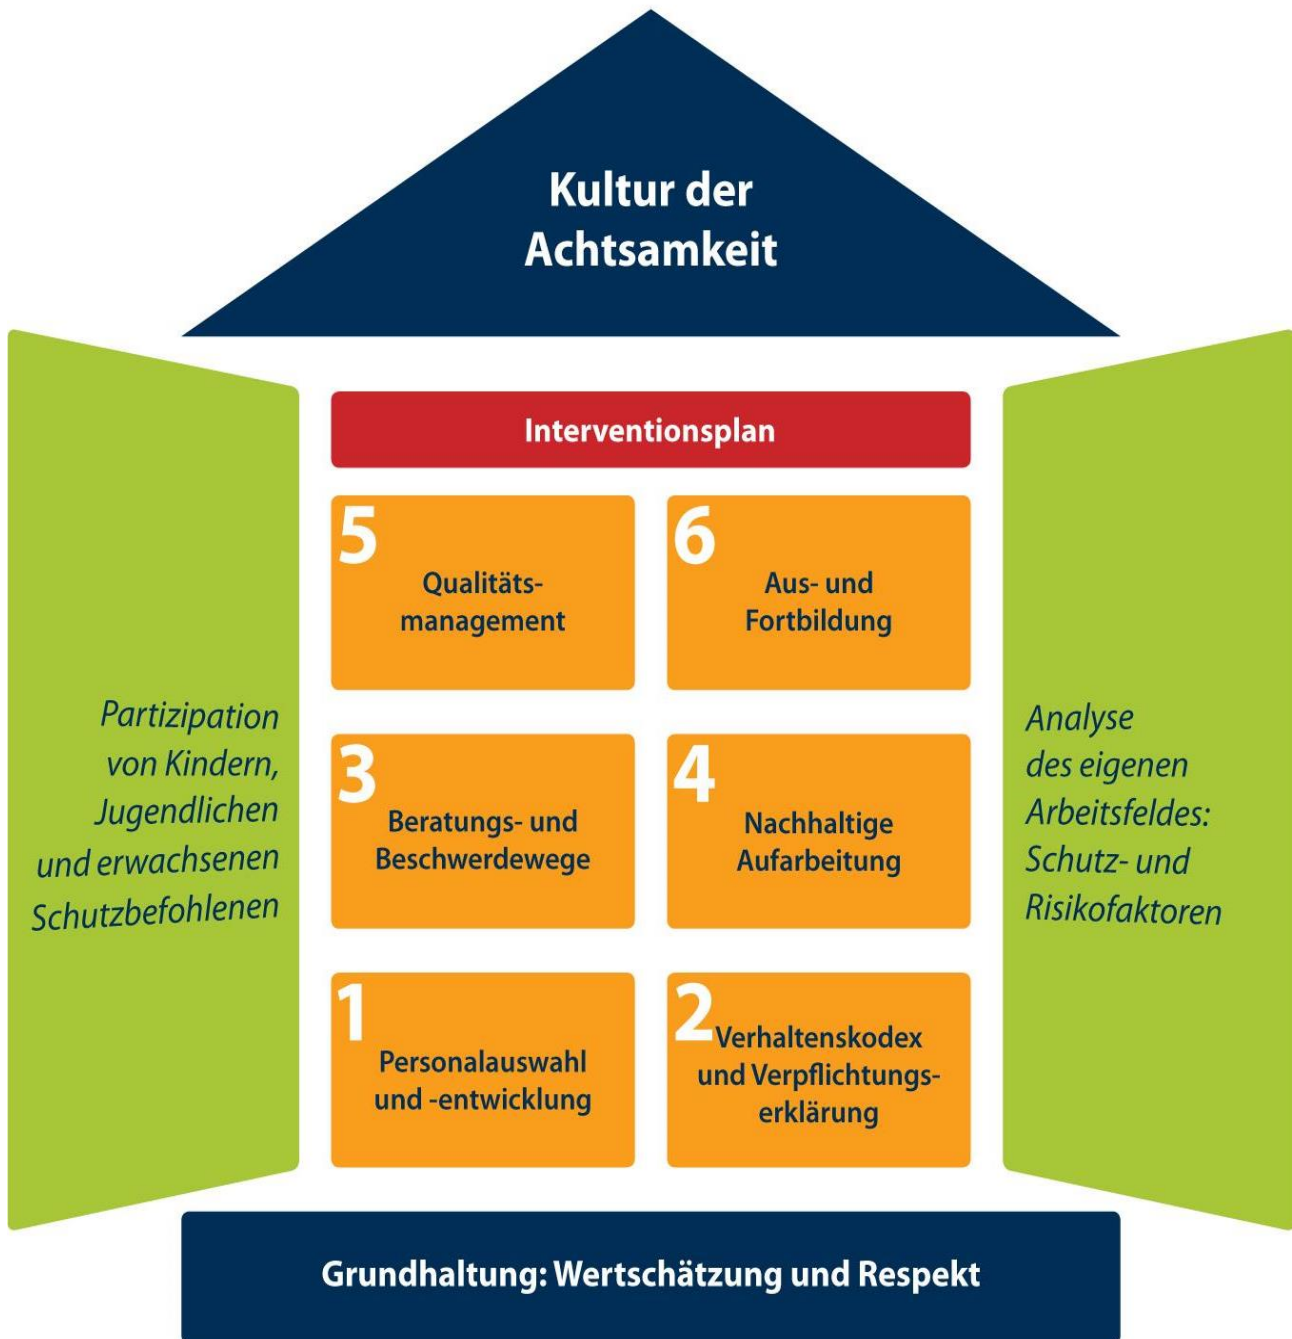 Kultur der
Achtsamkeit
Interventionsplan
5
Qualitäts-
management
6
Aus- und
Fortbildung
Partizipation
von Kindern,
Jugendlichen
und erwachsenen
Schutzbefohlenen
3
Beratungs- und
Beschwerdewege
4
Nachhaltige
Aufarbeitung
Analyse
des eigenen
Arbeitsfeldes:
Schutz- und
Risikofaktoren
1
Personalauswahl
und -entwicklung
2
Verhaltenskodex
und Verpflichtungs-
erklärung
Grundhaltung: Wertschätzung und Respekt